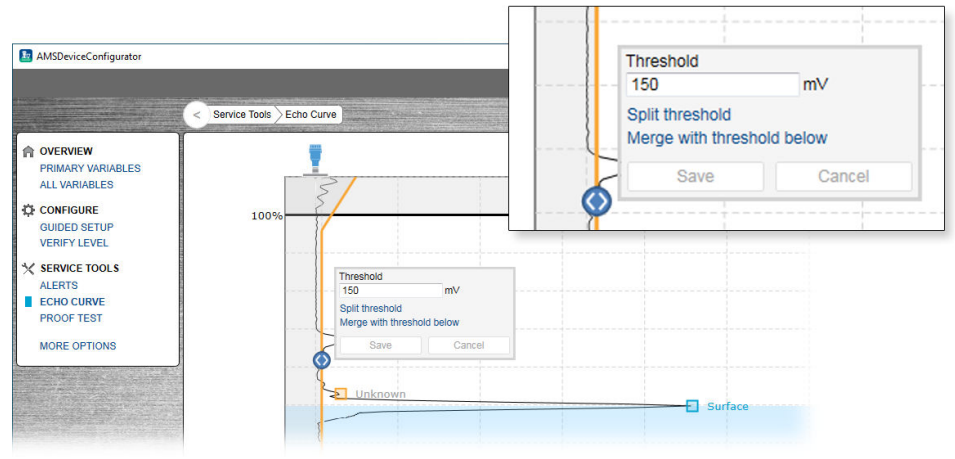 AMSDeviceConfigurator
< Service Tools > Echo Curve
OVERVIEW
PRIMARY VARIABLES
ALL VARIABLES
CONFIGURE
GUIDED SETUP
VERIFY LEVEL
SERVICE TOOLS
ALERTS
ECHO CURVE
PROOF TEST
MORE OPTIONS
100%
Threshold
150 mV
Split threshold
Merge with threshold below
Save Cancel
Unknown
Surface
Threshold
150 mV
Split threshold
Merge with threshold below
Save Cancel